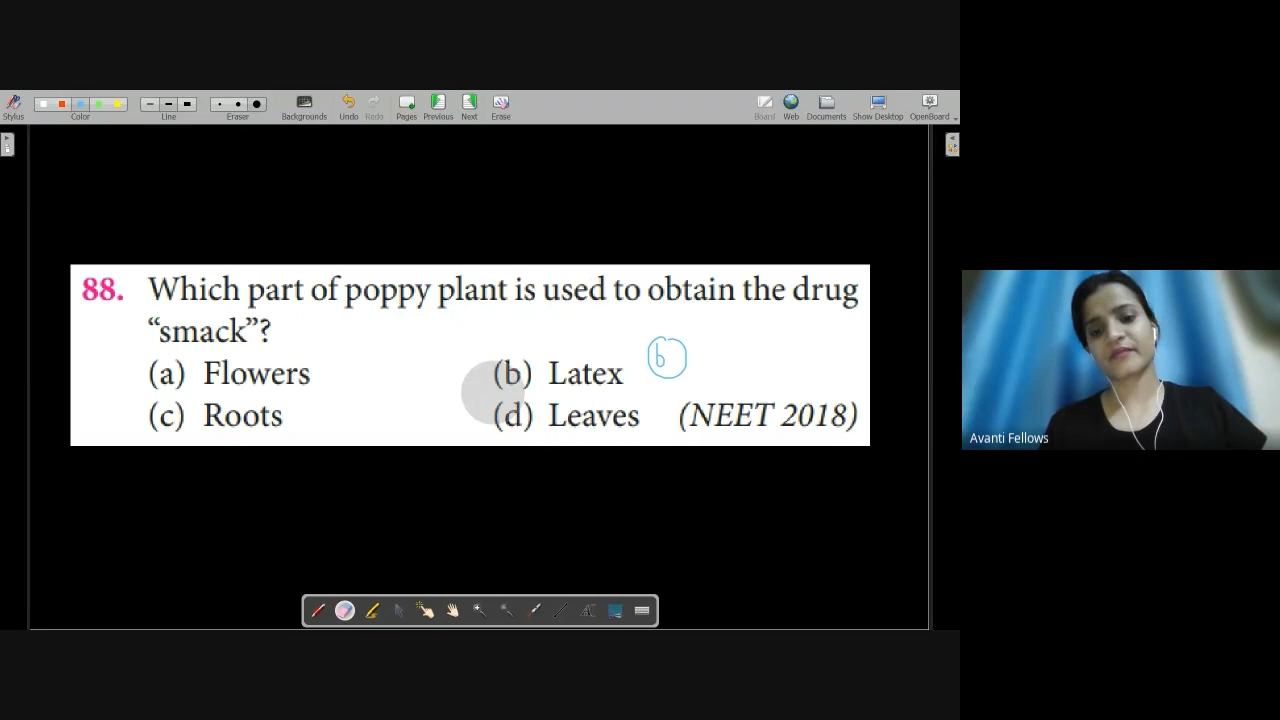 Stylus
Color
Line
Eraser
Backgrounds
Undo
Redo
Pages
Previous
Next
Erase
Board
Web
Documents
Show Desktop
OpenBoard
88. Which part of poppy plant is used to obtain the drug
“smack”?
(a) Flowers (b) Latex b
(c) Roots (d) Leaves (NEET 2018)
Avanti Fellows